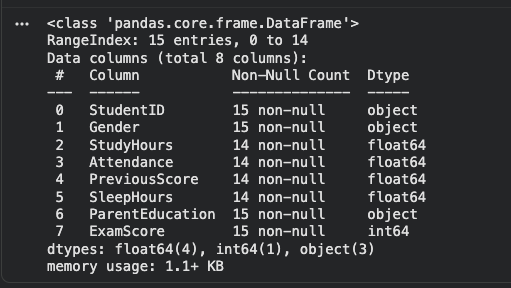 ... <class 'pandas.core.frame.DataFrame'>
RangeIndex: 15 entries, 0 to 14
Data columns (total 8 columns):
 #   Column           Non-Null Count  Dtype
---  ------           --------------  -----
 0   StudentID        15 non-null     object
 1   Gender           15 non-null     object
 2   StudyHours       14 non-null     float64
 3   Attendance       14 non-null     float64
 4   PreviousScore    14 non-null     float64
 5   SleepHours       14 non-null     float64
 6   ParentEducation  15 non-null     object
 7   ExamScore        15 non-null     int64
dtypes: float64(4), int64(1), object(3)
memory usage: 1.1+ KB